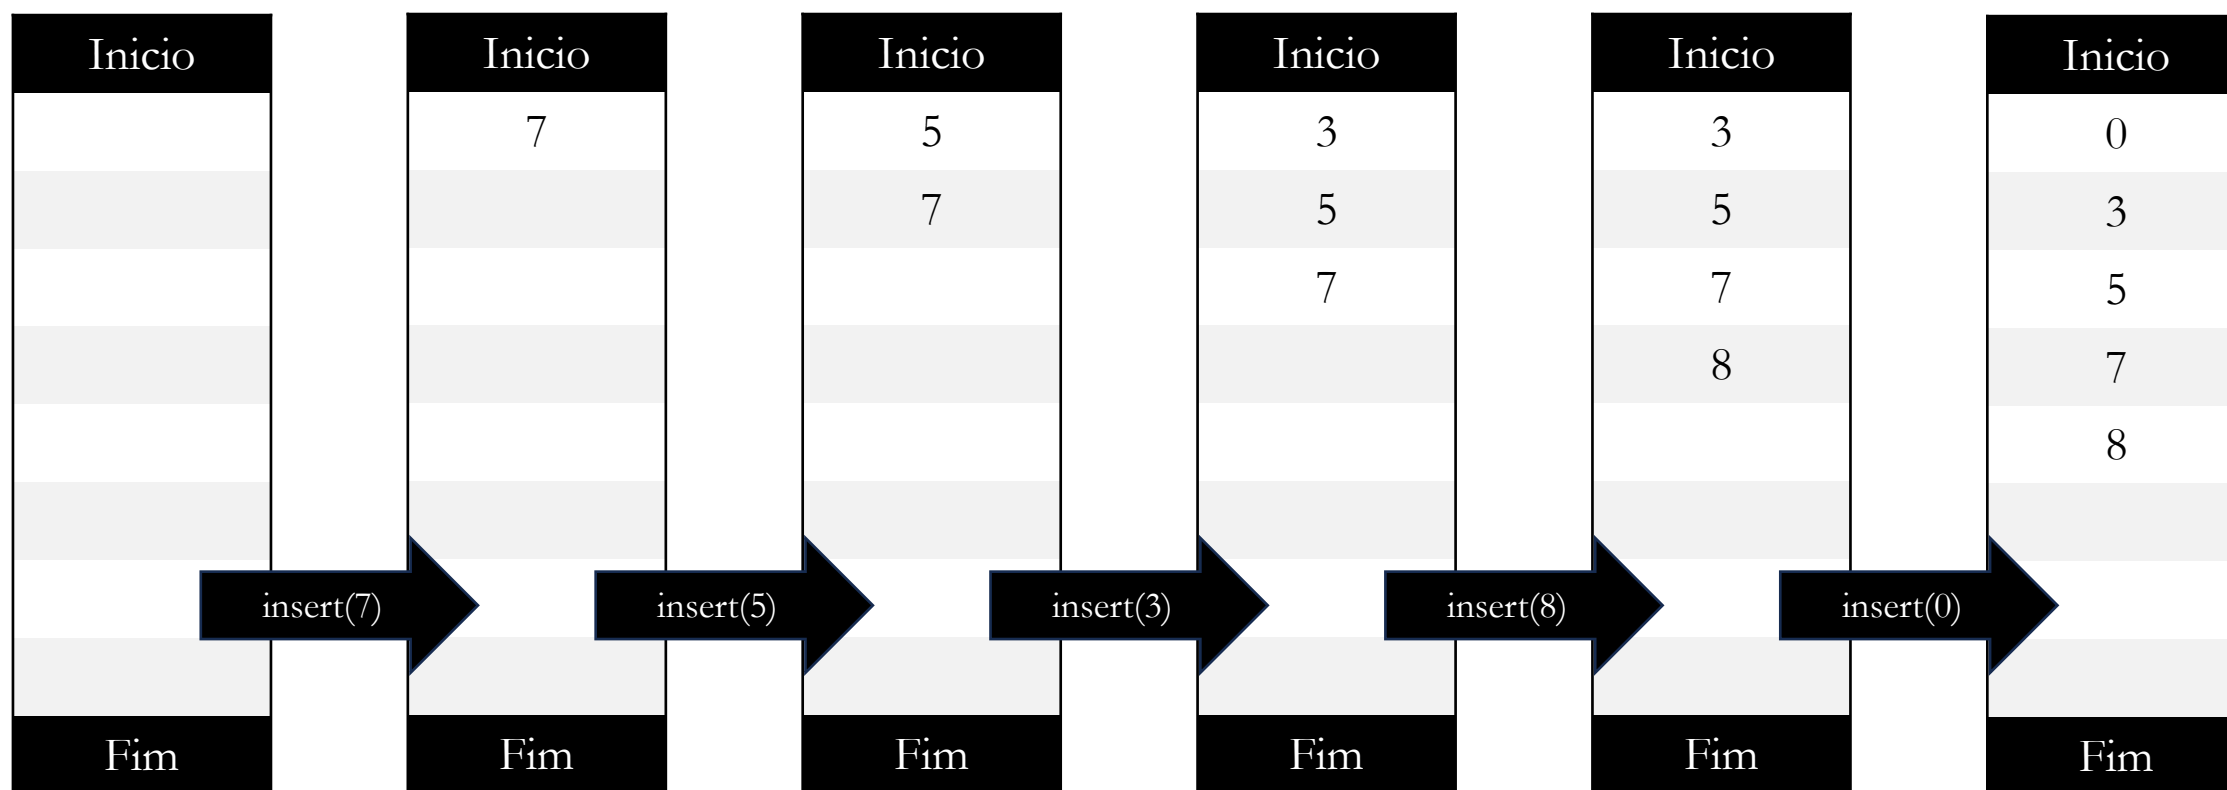 Inicio
Fim
insert(7)
Inicio
7
Fim
insert(5)
Inicio
5
7
Fim
insert(3)
Inicio
3
5
7
Fim
insert(8)
Inicio
3
5
7
8
Fim
insert(0)
Inicio
0
3
5
7
8
Fim